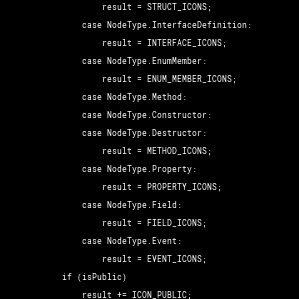 result = STRUCT_ICONS;
case NodeType.InterfaceDefinition:
result = INTERFACE_ICONS;
case NodeType.EnumMember:
result = ENUM_MEMBER_ICONS;
case NodeType.Method:
case NodeType.Constructor:
case NodeType.Destructor:
result = METHOD_ICONS;
case NodeType.Property:
result = PROPERTY_ICONS;
case NodeType.Field:
result = FIELD_ICONS;
case NodeType.Event:
result = EVENT_ICONS;
if (isPublic)
result += ICON_PUBLIC;